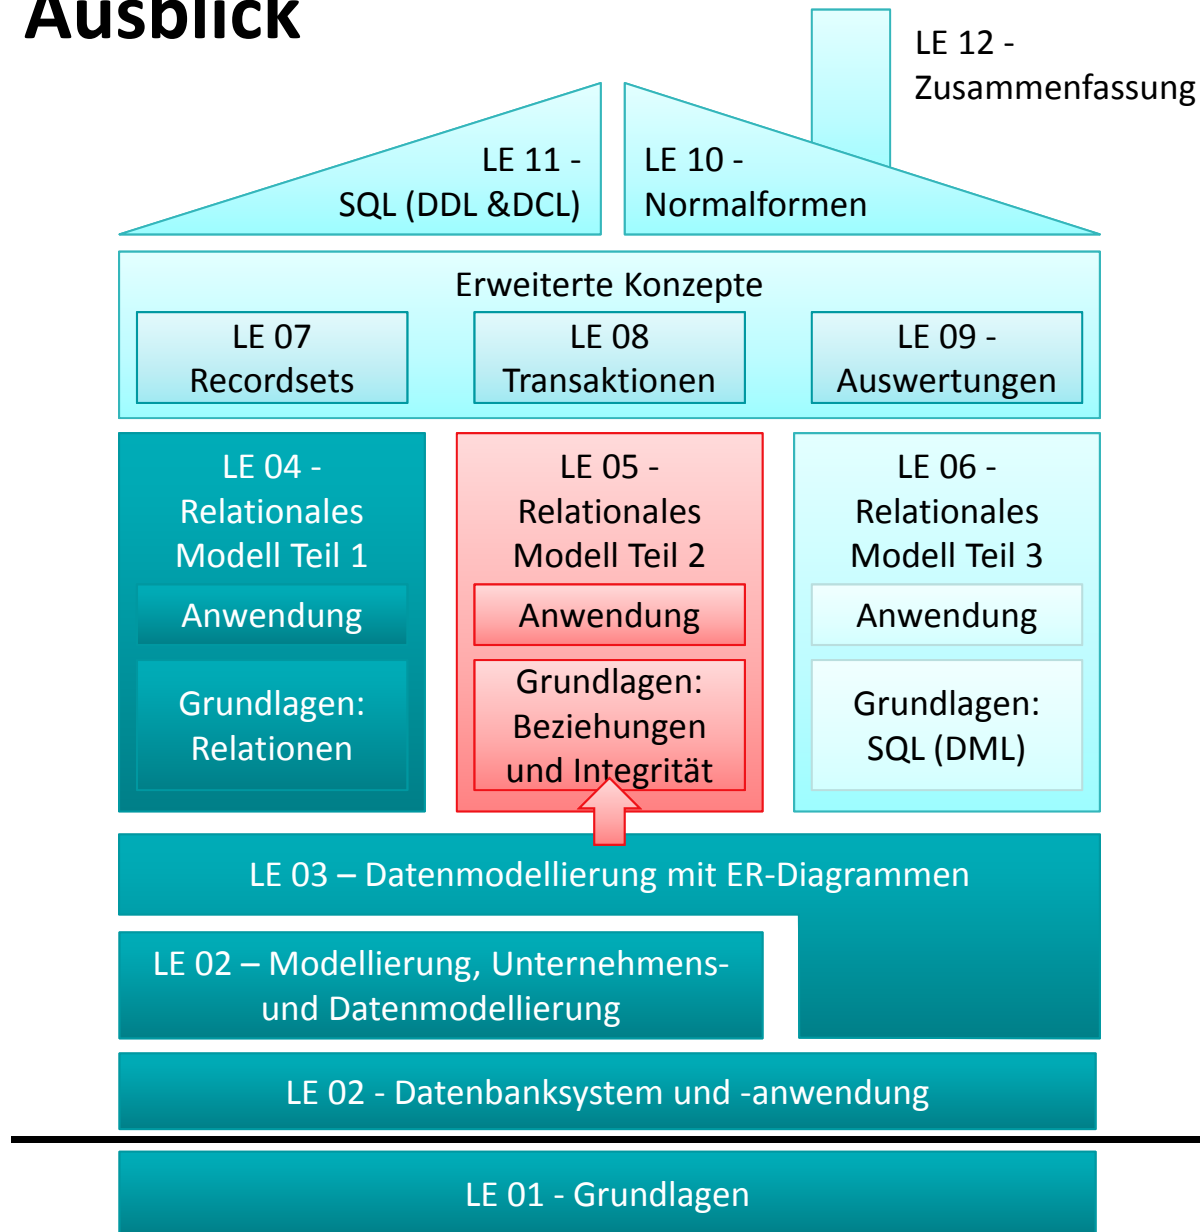 Ausblick
LE 12 -
Zusammenfassung
LE 11 -
SQL (DDL &DCL)
LE 10 -
Normalformen
Erweiterte Konzepte
LE 07
Recordsets
LE 08
Transaktionen
LE 09 -
Auswertungen
LE 04 -
Relationales
Modell Teil 1
Anwendung
Grundlagen:
Relationen
LE 05 -
Relationales
Modell Teil 2
Anwendung
Grundlagen:
Beziehungen
und Integrität
LE 06 -
Relationales
Modell Teil 3
Anwendung
Grundlagen:
SQL (DML)
LE 03 – Datenmodellierung mit ER-Diagrammen
LE 02 – Modellierung, Unternehmens-
und Datenmodellierung
LE 02 - Datenbanksystem und -anwendung
LE 01 - Grundlagen